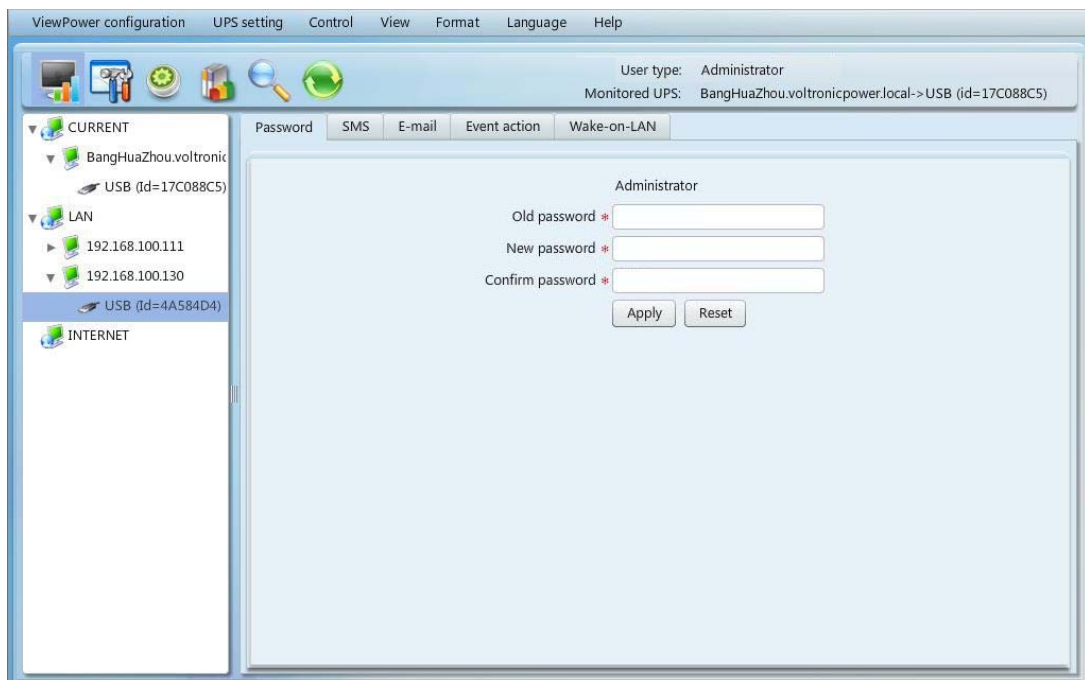 ViewPower configuration UPS setting Control View Format Language Help
User type: Administrator
Monitored UPS: BangHuaZhou.voltronicpower.local->USB (id=17C088C5)
CURRENT
BangHuaZhou.voltronic
USB (Id=17C088C5)
LAN
192.168.100.111
192.168.100.130
USB (Id=4A584D4)
INTERNET
Password SMS E-mail Event action Wake-on-LAN
Administrator
Old password *
New password *
Confirm password *
Apply Reset